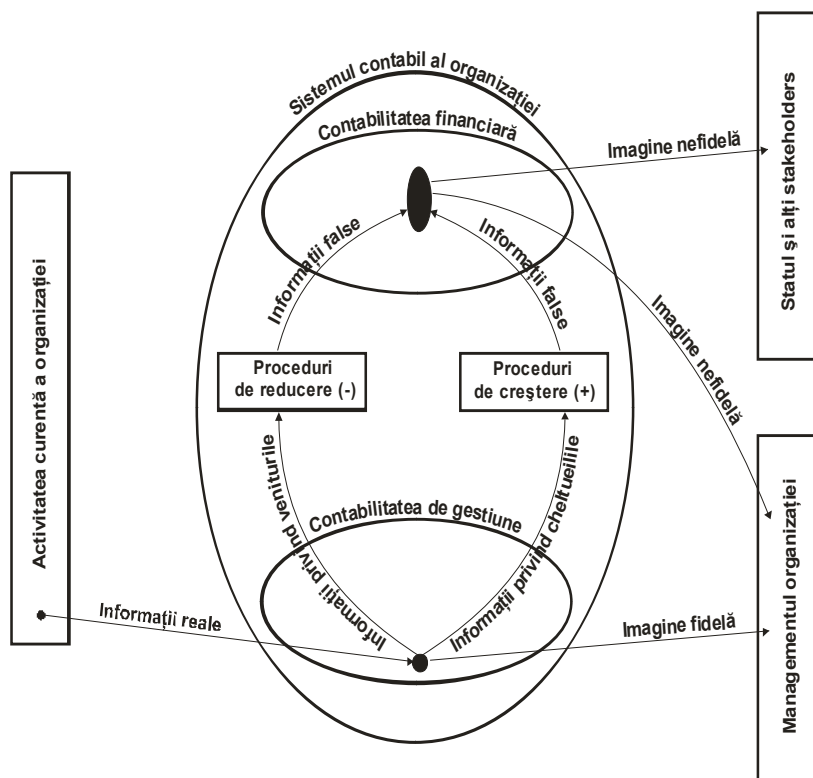 Sistemul contabil al organizației
Contabilitatea financiară
Imagine nefidelă
Statul și alți stakeholders
Activitatea curentă a organizației
Informații false
Informații false
Imagine nefidelă
Proceduri
de reducere (-)
Proceduri
de creştere (+)
Informații privind veniturile
Informații privind cheltueilile
Contabilitatea de gestiune
Informații reale
Imagine fidelă
Managementul organizației